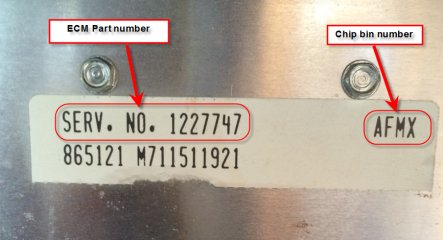 ECM Part number
Chip bin number
SERV. NO. 1227747
AFMX
865121 M711511921